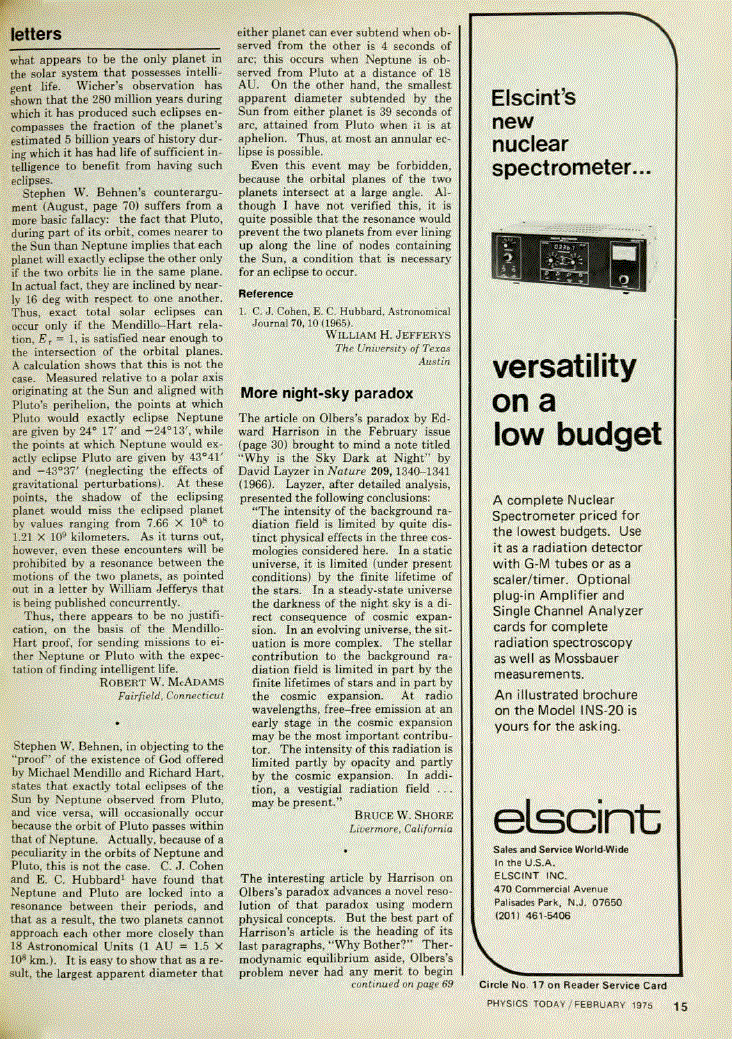 letters
what appears to be the only planet in
the solar system that possesses intelli-
gent life. Wicher's observation has
shown that the 280 million years during
which it has produced such eclipses en-
compasses the fraction of the planet's
estimated 5 billion years of history dur-
ing which it has had life of sufficient in-
telligence to benefit from having such
eclipses.
Stephen W. Behnen's counterargu-
ment (August, page 70) suffers from a
more basic fallacy: the fact that Pluto,
during part of its orbit, comes nearer to
the Sun than Neptune implies that each
planet will exactly eclipse the other only
if the two orbits lie in the same plane.
In actual fact, they are inclined by near-
ly 16 deg with respect to one another.
Thus, exact total solar eclipses can
occur only if the Mendillo–Hart rela-
tion, Eτ = 1, is satisfied near enough to
the intersection of the orbital planes.
A calculation shows that this is not the
case. Measured relative to a polar axis
originating at the Sun and aligned with
Pluto's perihelion, the points at which
Pluto would exactly eclipse Neptune
are given by 24° 17′ and −24°13′, while
the points at which Neptune would ex-
actly eclipse Pluto are given by 43°41′
and −43°37′ (neglecting the effects of
gravitational perturbations). At these
points, the shadow of the eclipsing
planet would miss the eclipsed planet
by values ranging from 7.66 × 10⁸ to
1.21 × 10⁹ kilometers. As it turns out,
however, even these encounters will be
prohibited by a resonance between the
motions of the two planets, as pointed
out in a letter by William Jefferys that
is being published concurrently.
Thus, there appears to be no justifi-
cation, on the basis of the Mendillo-
Hart proof, for sending missions to ei-
ther Neptune or Pluto with the expec-
tation of finding intelligent life.
ROBERT W. MCADAMS
Fairfield, Connecticut
•
Stephen W. Behnen, in objecting to the
"proof" of the existence of God offered
by Michael Mendillo and Richard Hart,
states that exactly total eclipses of the
Sun by Neptune observed from Pluto,
and vice versa, will occasionally occur
because the orbit of Pluto passes within
that of Neptune. Actually, because of a
peculiarity in the orbits of Neptune and
Pluto, this is not the case. C. J. Cohen
and E. C. Hubbard¹ have found that
Neptune and Pluto are locked into a
resonance between their periods, and
that as a result, the two planets cannot
approach each other more closely than
18 Astronomical Units (1 AU = 1.5 ×
10⁸ km.). It is easy to show that as a re-
sult, the largest apparent diameter that
either planet can ever subtend when ob-
served from the other is 4 seconds of
arc; this occurs when Neptune is ob-
served from Pluto at a distance of 18
AU. On the other hand, the smallest
apparent diameter subtended by the
Sun from either planet is 39 seconds of
arc, attained from Pluto when it is at
aphelion. Thus, at most an annular ec-
lipse is possible.
Even this event may be forbidden,
because the orbital planes of the two
planets intersect at a large angle. Al-
though I have not verified this, it is
quite possible that the resonance would
prevent the two planets from ever lining
up along the line of nodes containing
the Sun, a condition that is necessary
for an eclipse to occur.
Reference
1. C. J. Cohen, E. C. Hubbard, Astronomical
Journal 70, 10 (1965).
WILLIAM H. JEFFERYS
The University of Texas
Austin
More night-sky paradox
The article on Olbers's paradox by Ed-
ward Harrison in the February issue
(page 30) brought to mind a note titled
"Why is the Sky Dark at Night" by
David Layzer in Nature 209, 1340–1341
(1966). Layzer, after detailed analysis,
presented the following conclusions:
"The intensity of the background ra-
diation field is limited by quite dis-
tinct physical effects in the three cos-
mologies considered here. In a static
universe, it is limited (under present
conditions) by the finite lifetime of
the stars. In a steady-state universe
the darkness of the night sky is a di-
rect consequence of cosmic expan-
sion. In an evolving universe, the sit-
uation is more complex. The stellar
contribution to the background ra-
diation field is limited in part by the
finite lifetimes of stars and in part by
the cosmic expansion. At radio
wavelengths, free–free emission at an
early stage in the cosmic expansion
may be the most important contribu-
tor. The intensity of this radiation is
limited partly by opacity and partly
by the cosmic expansion. In addi-
tion, a vestigial radiation field ...
may be present."
BRUCE W. SHORE
Livermore, California
•
The interesting article by Harrison on
Olbers's paradox advances a novel reso-
lution of that paradox using modern
physical concepts. But the best part of
Harrison's article is the heading of its
last paragraphs, "Why Bother?" Ther-
modynamic equilibrium aside, Olbers's
problem never had any merit to begin
continued on page 69
Elscint's
new
nuclear
spectrometer...
versatility
on a
low budget
A complete Nuclear
Spectrometer priced for
the lowest budgets. Use
it as a radiation detector
with G-M tubes or as a
scaler/timer. Optional
plug-in Amplifier and
Single Channel Analyzer
cards for complete
radiation spectroscopy
as well as Mossbauer
measurements.
An illustrated brochure
on the Model INS-20 is
yours for the asking.
elscint
Sales and Service World-Wide
In the U.S.A.
ELSCINT INC.
470 Commercial Avenue
Palisades Park, N.J. 07650
(201) 461-5406
Circle No. 17 on Reader Service Card
PHYSICS TODAY / FEBRUARY 1975 15